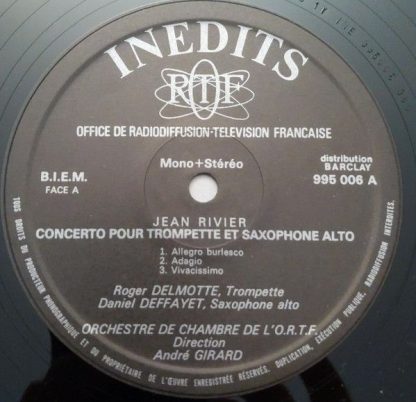 INEDITS
RTF
OFFICE DE RADIODIFFUSION-TELEVISION FRANCAISE
Mono+Stéréo
distribution
BARCLAY
B.I.E.M.
995 006 A
FACE A
JEAN RIVIER
CONCERTO POUR TROMPETTE ET SAXOPHONE ALTO
1. Allegro burlesco
2. Adagio
3. Vivacissimo
Roger DELMOTTE, Trompette
Daniel DEFFAYET, Saxophone alto
ORCHESTRE DE CHAMBRE DE L'O.R.T.F.
Direction
André GIRARD
TOUS DROITS DU PRODUCTEUR PHONOGRAPHIQUE ET DU PROPRIÉTAIRE DE L'ŒUVRE ENREGISTRÉE RÉSERVÉS. DUPLICATION, EXÉCUTION PUBLIQUE, RADIODIFFUSION INTERDITES.